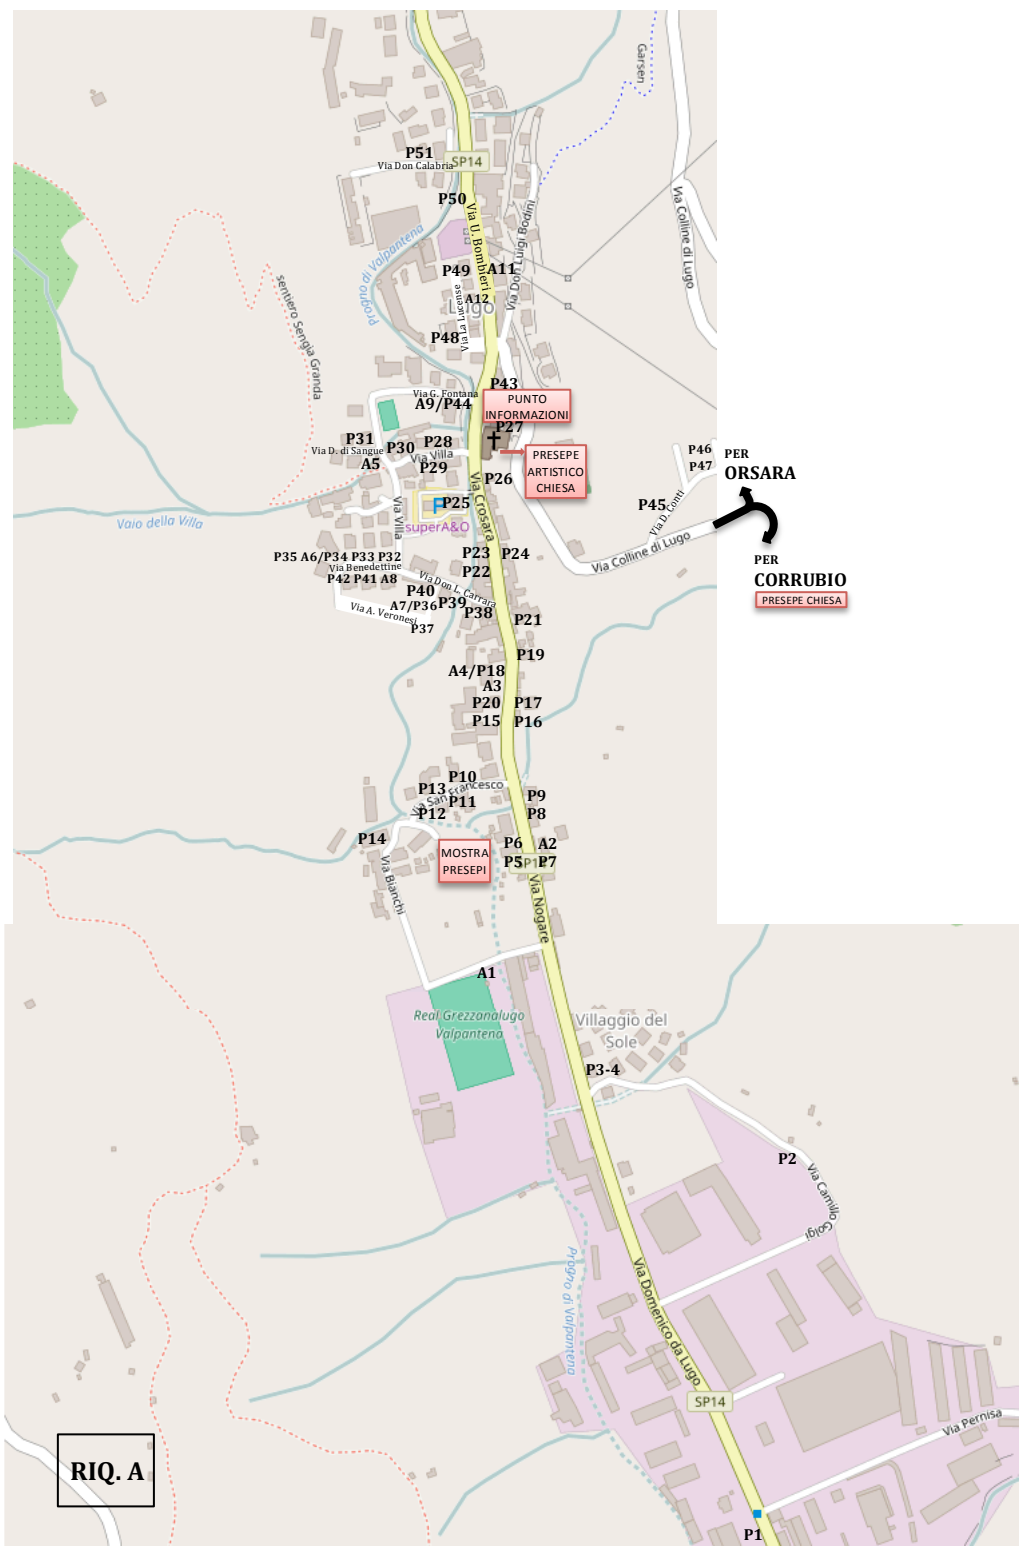 Garsen
P51
Via Don Calabria
SP14
P50
Via U. Bombieri
Via Don Luigi Bodini
Via Colline di Lugo
Progno di Valpantena
P49
A11
A12
Lugo
Via La Lucense
P48
sentiero Sengia Granda
P43
Via G. Fontana
A9/P44
PUNTO
INFORMAZIONI
P27
P31
Via D. di Sangue
P30
P28
Via Villa
A5
P29
PRESEPE
ARTISTICO
CHIESA
P46
P47
PER
ORSARA
P26
Via Crosara
P
P25
superA&O
Via Villa
Vaio della Villa
P45
Via D. Conti
Via Colline di Lugo
PER
CORRUBIO
PRESEPE CHIESA
P35 A6/P34 P33 P32
Via Benedettine
P42 P41 A8
P23
P24
P22
Via Don L. Carrara
P40
A7/P36
P39
P38
Via A. Veronesi
P37
P21
P19
A4/P18
A3
P20
P17
P15
P16
P10
P13
Via San Francesco
P11
P12
P9
P8
P14
MOSTRA
PRESEPI
P6
A2
P5
SP14
P7
Via Bianchi
Via Nogare
A1
Real Grezzanalugo
Valpantena
Villaggio del
Sole
P3-4
P2
Via Camillo
Golgi
Progno di Valpantena
Via Domenico da Lugo
SP14
Via Pernisa
RIQ. A
P1